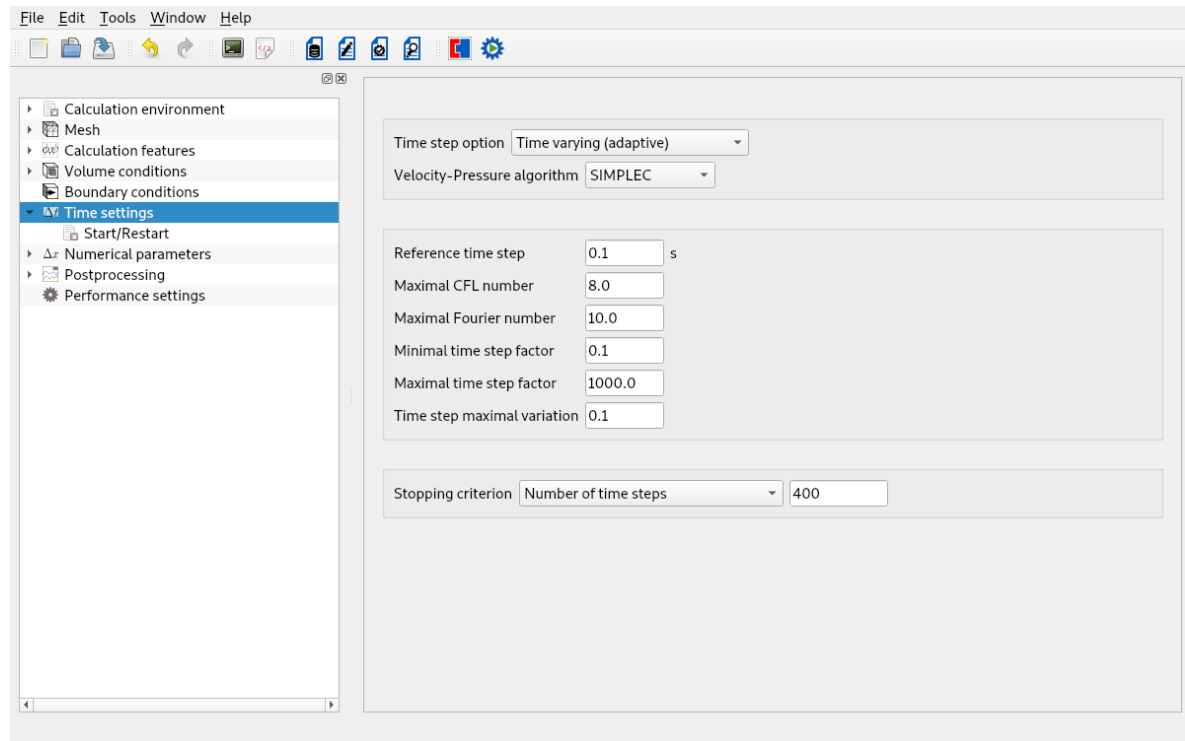 File Edit Tools Window Help
Calculation environment
Mesh
Calculation features
Volume conditions
Boundary conditions
Time settings
Start/Restart
Δx Numerical parameters
Postprocessing
Performance settings
Time step option Time varying (adaptive)
Velocity-Pressure algorithm SIMPLEC
Reference time step 0.1 s
Maximal CFL number 8.0
Maximal Fourier number 10.0
Minimal time step factor 0.1
Maximal time step factor 1000.0
Time step maximal variation 0.1
Stopping criterion Number of time steps 400